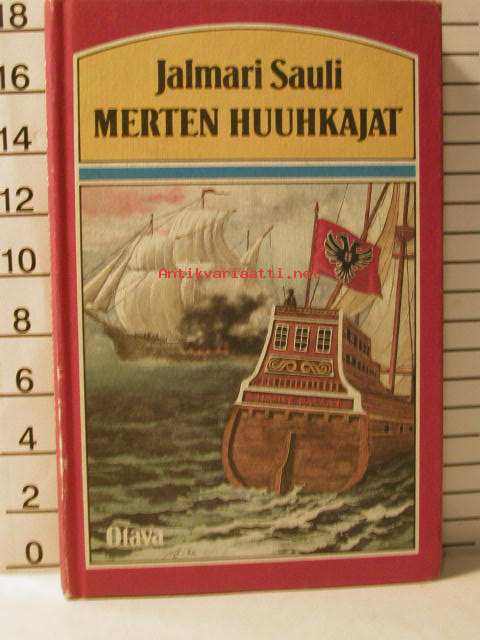 Jalmari Sauli
MERTEN HUUHKAJAT
Antikvariaatti.net
Otava
18
16
14
12
10
8
6
4
2
0